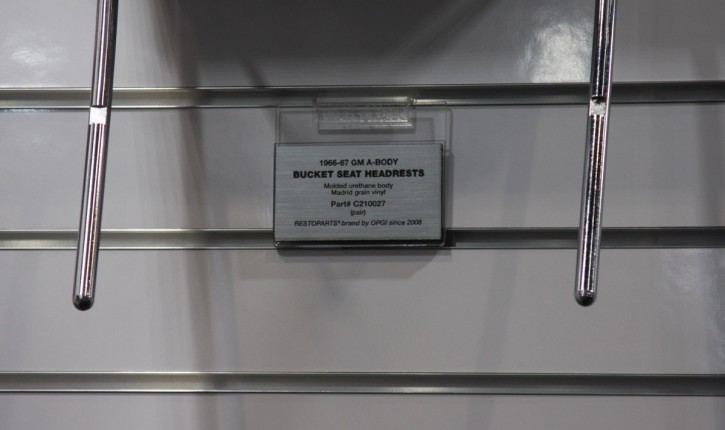 1966-67 GM A-BODY
BUCKET SEAT HEADRESTS
Molded urethane body
Madrid grain vinyl
Part# C210027
(pair)
RESTOPARTS® brand by OPGI since 2008